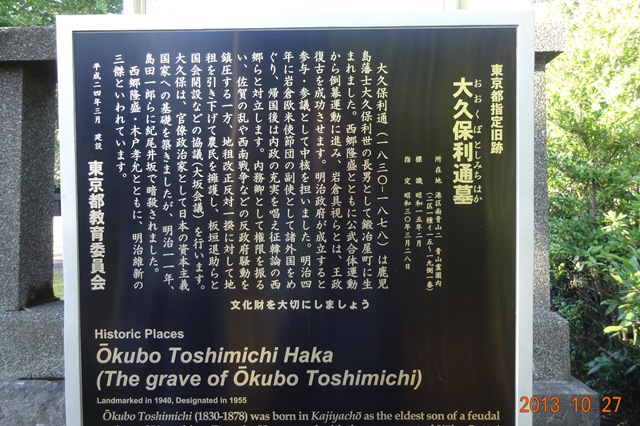 東京都指定旧跡
大久保利通墓
おおくぼとしみちはか
所在地 港区南青山二 青山霊園内
(二区一種イ一五〜一九側一番)
標識 昭和一五年二月
指定 昭和三〇年三月二八日
大久保利通(一八三〇〜一八七八)は鹿児
島藩士大久保利世の長男として鍛冶屋町に生
まれました。西郷隆盛とともに公武合体運動
から倒幕運動に進み、岩倉具視らとは、王政
復古を成功させます。明治政府が成立すると
参与・参議として中核を担いました。明治四
年に岩倉欧米使節団の副使として諸外国をめ
ぐり、帰国後は内政の充実を唱え征韓論の西
郷らと対立します。内務卿として権限を振る
い、佐賀の乱や西南戦争などの反政府騒動を
鎮圧する一方、地租改正反対一揆に対して地
租を引き下げて農民を擁護し、板垣退助らと
国会開設などの協議(大坂会議)を行います。
大久保は、官僚政治家として日本の資本主義
国家への基礎を築きましたが、明治一一年、
島田一郎らに紀尾井坂で暗殺されました。
西郷隆盛・木戸孝允とともに、明治維新の
三傑といわれています。
平成二四年三月 建設
東京都教育委員会
文化財を大切にしましょう
Historic Places
Ōkubo Toshimichi Haka
(The grave of Ōkubo Toshimichi)
Landmarked in 1940, Designated in 1955
Ōkubo Toshimichi (1830-1878) was born in Kajiyachō as the eldest son of a feudal
2013 10 27